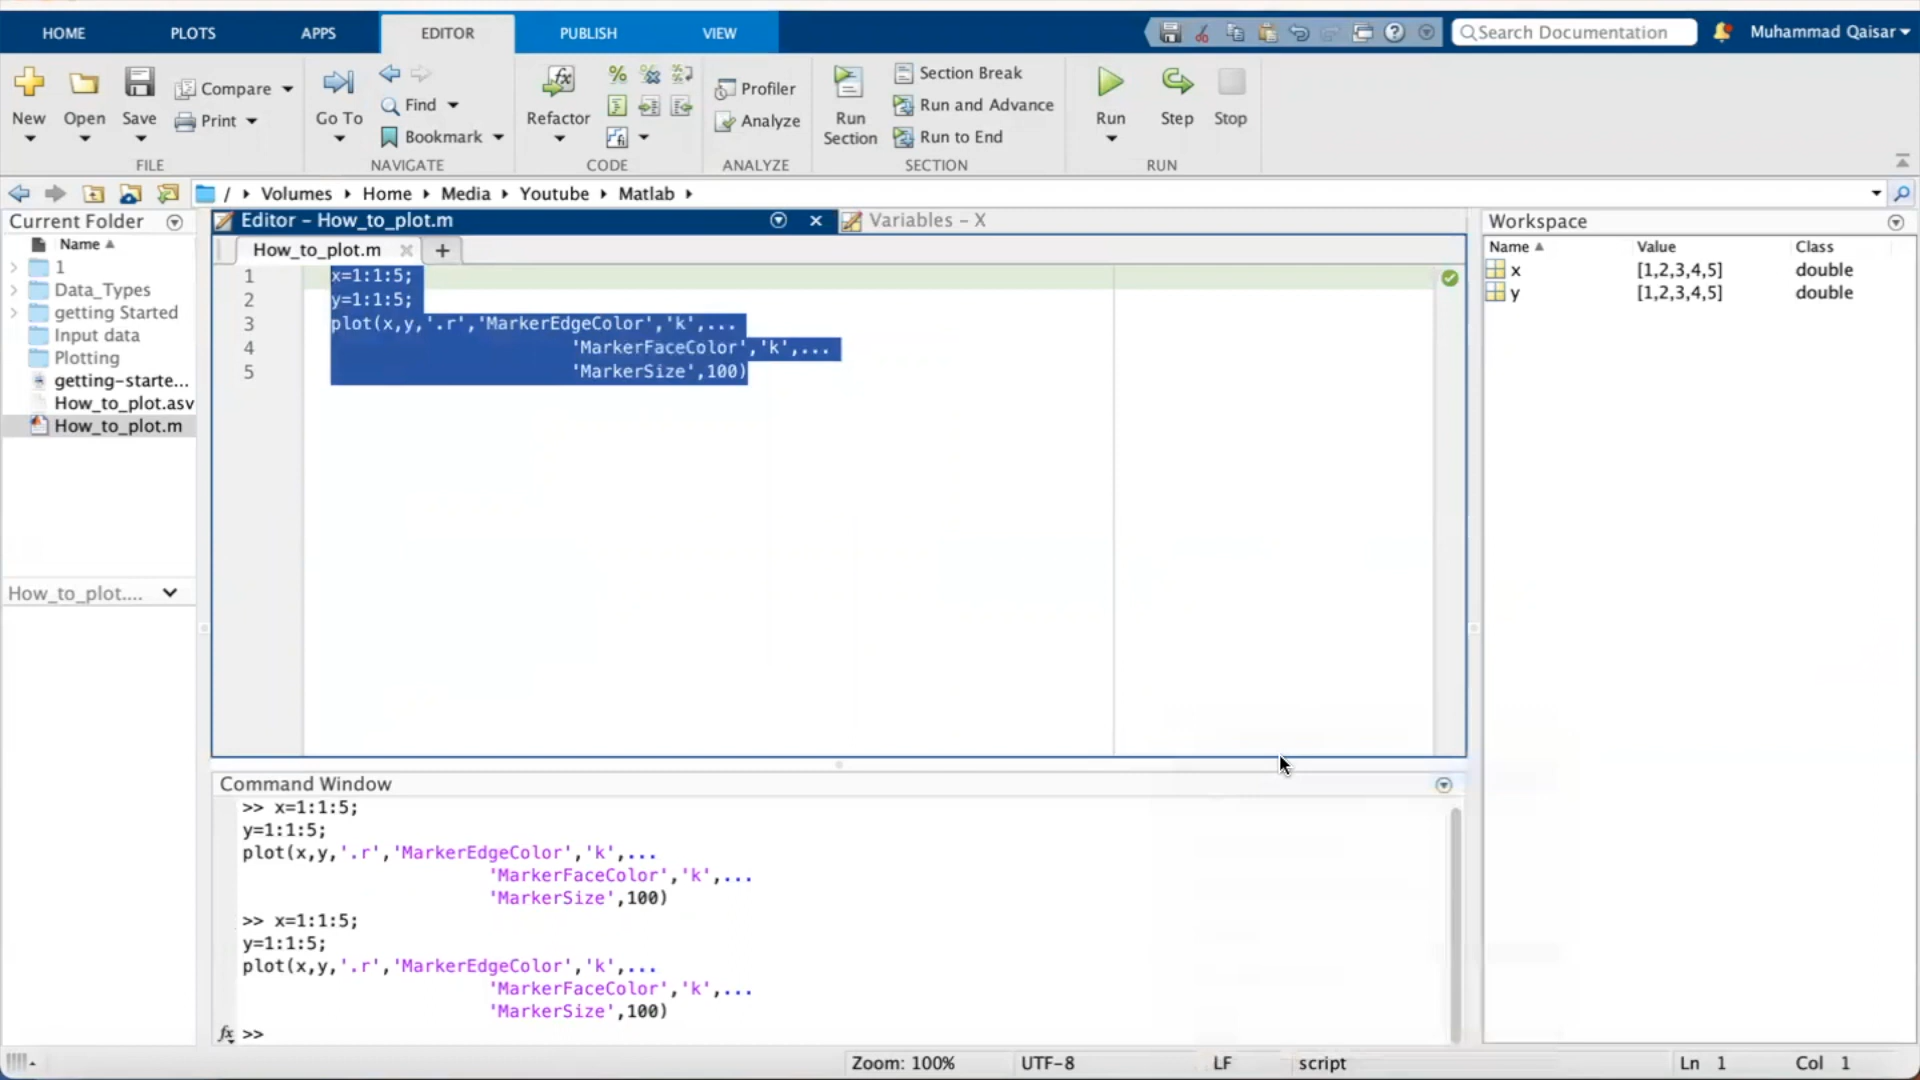 HOME PLOTS APPS EDITOR PUBLISH VIEW Search Documentation Muhammad Qaisar
New Open Save Compare Print
FILE
Go To Find Bookmark
NAVIGATE
Refactor
CODE
Profiler
Analyze
ANALYZE
Run Section
Section Break
Run and Advance
Run to End
SECTION
Run Step Stop
RUN
/ Volumes Home Media Youtube Matlab
Current Folder
Name
1
Data_Types
getting Started
Input data
Plotting
getting-starte...
How_to_plot.asv
How_to_plot.m
How_to_plot....
Editor – How_to_plot.m
Variables – X
How_to_plot.m
1 x=1:1:5;
2 y=1:1:5;
3 plot(x,y,'.r','MarkerEdgeColor','k',...
4 'MarkerFaceColor','k',...
5 'MarkerSize',100)
Command Window
>> x=1:1:5;
y=1:1:5;
plot(x,y,'.r','MarkerEdgeColor','k',...
'MarkerFaceColor','k',...
'MarkerSize',100)
>> x=1:1:5;
y=1:1:5;
plot(x,y,'.r','MarkerEdgeColor','k',...
'MarkerFaceColor','k',...
'MarkerSize',100)
fx >>
Workspace
Name Value Class
x [1,2,3,4,5] double
y [1,2,3,4,5] double
Zoom: 100% UTF-8 LF script Ln 1 Col 1